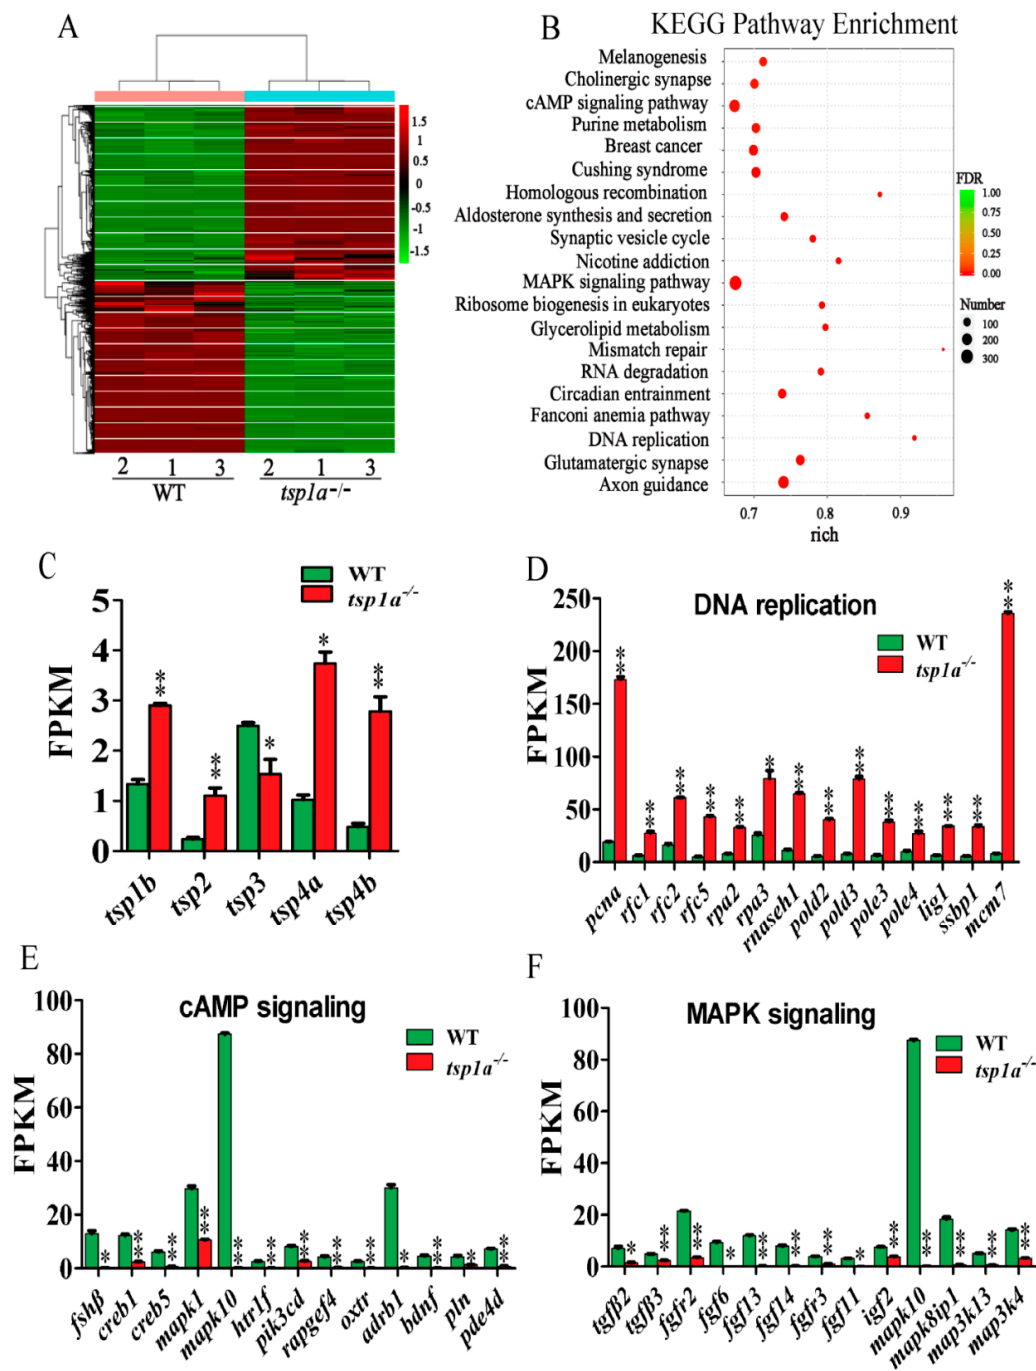 A
1.5
1
0.5
0
-0.5
-1
-1.5
2 1 3 2 1 3
WT tsp1a-/-
B
KEGG Pathway Enrichment
Melanogenesis
Cholinergic synapse
cAMP signaling pathway
Purine metabolism
Breast cancer
Cushing syndrome
Homologous recombination
Aldosterone synthesis and secretion
Synaptic vesicle cycle
Nicotine addiction
MAPK signaling pathway
Ribosome biogenesis in eukaryotes
Glycerolipid metabolism
Mismatch repair
RNA degradation
Circadian entrainment
Fanconi anemia pathway
DNA replication
Glutamatergic synapse
Axon guidance
0.7 0.8 0.9
rich
FDR
1.00
0.75
0.50
0.25
0.00
Number
100
200
300
C
WT
tsp1a-/-
FPKM
5
4
3
2
1
0
** ** * * **
tsp1b tsp2 tsp3 tsp4a tsp4b
D
DNA replication
WT
tsp1a-/-
FPKM
250
200
150
100
50
0
** ** ** ** ** * ** ** ** ** ** ** ** **
pcna rfc1 rfc2 rfc5 rpa2 rpa3 rnaseh1 pold2 pold3 pole3 pole4 lig1 ssbp1 mcm7
E
cAMP signaling
WT
tsp1a-/-
FPKM
100
80
60
40
20
0
fshβ creb1 creb5 mapk1 mapk10 htr1f pik3cd rapgef4 oxtr adrb1 bdnf pln pde4d
F
MAPK signaling
WT
tsp1a-/-
FPKM
100
80
60
40
20
0
tgfβ2 tgfβ3 fgfr2 fgf6 fgf13 fgf14 fgfr3 fgf11 igf2 mapk10 mapk8ip1 map3k13 map3k4